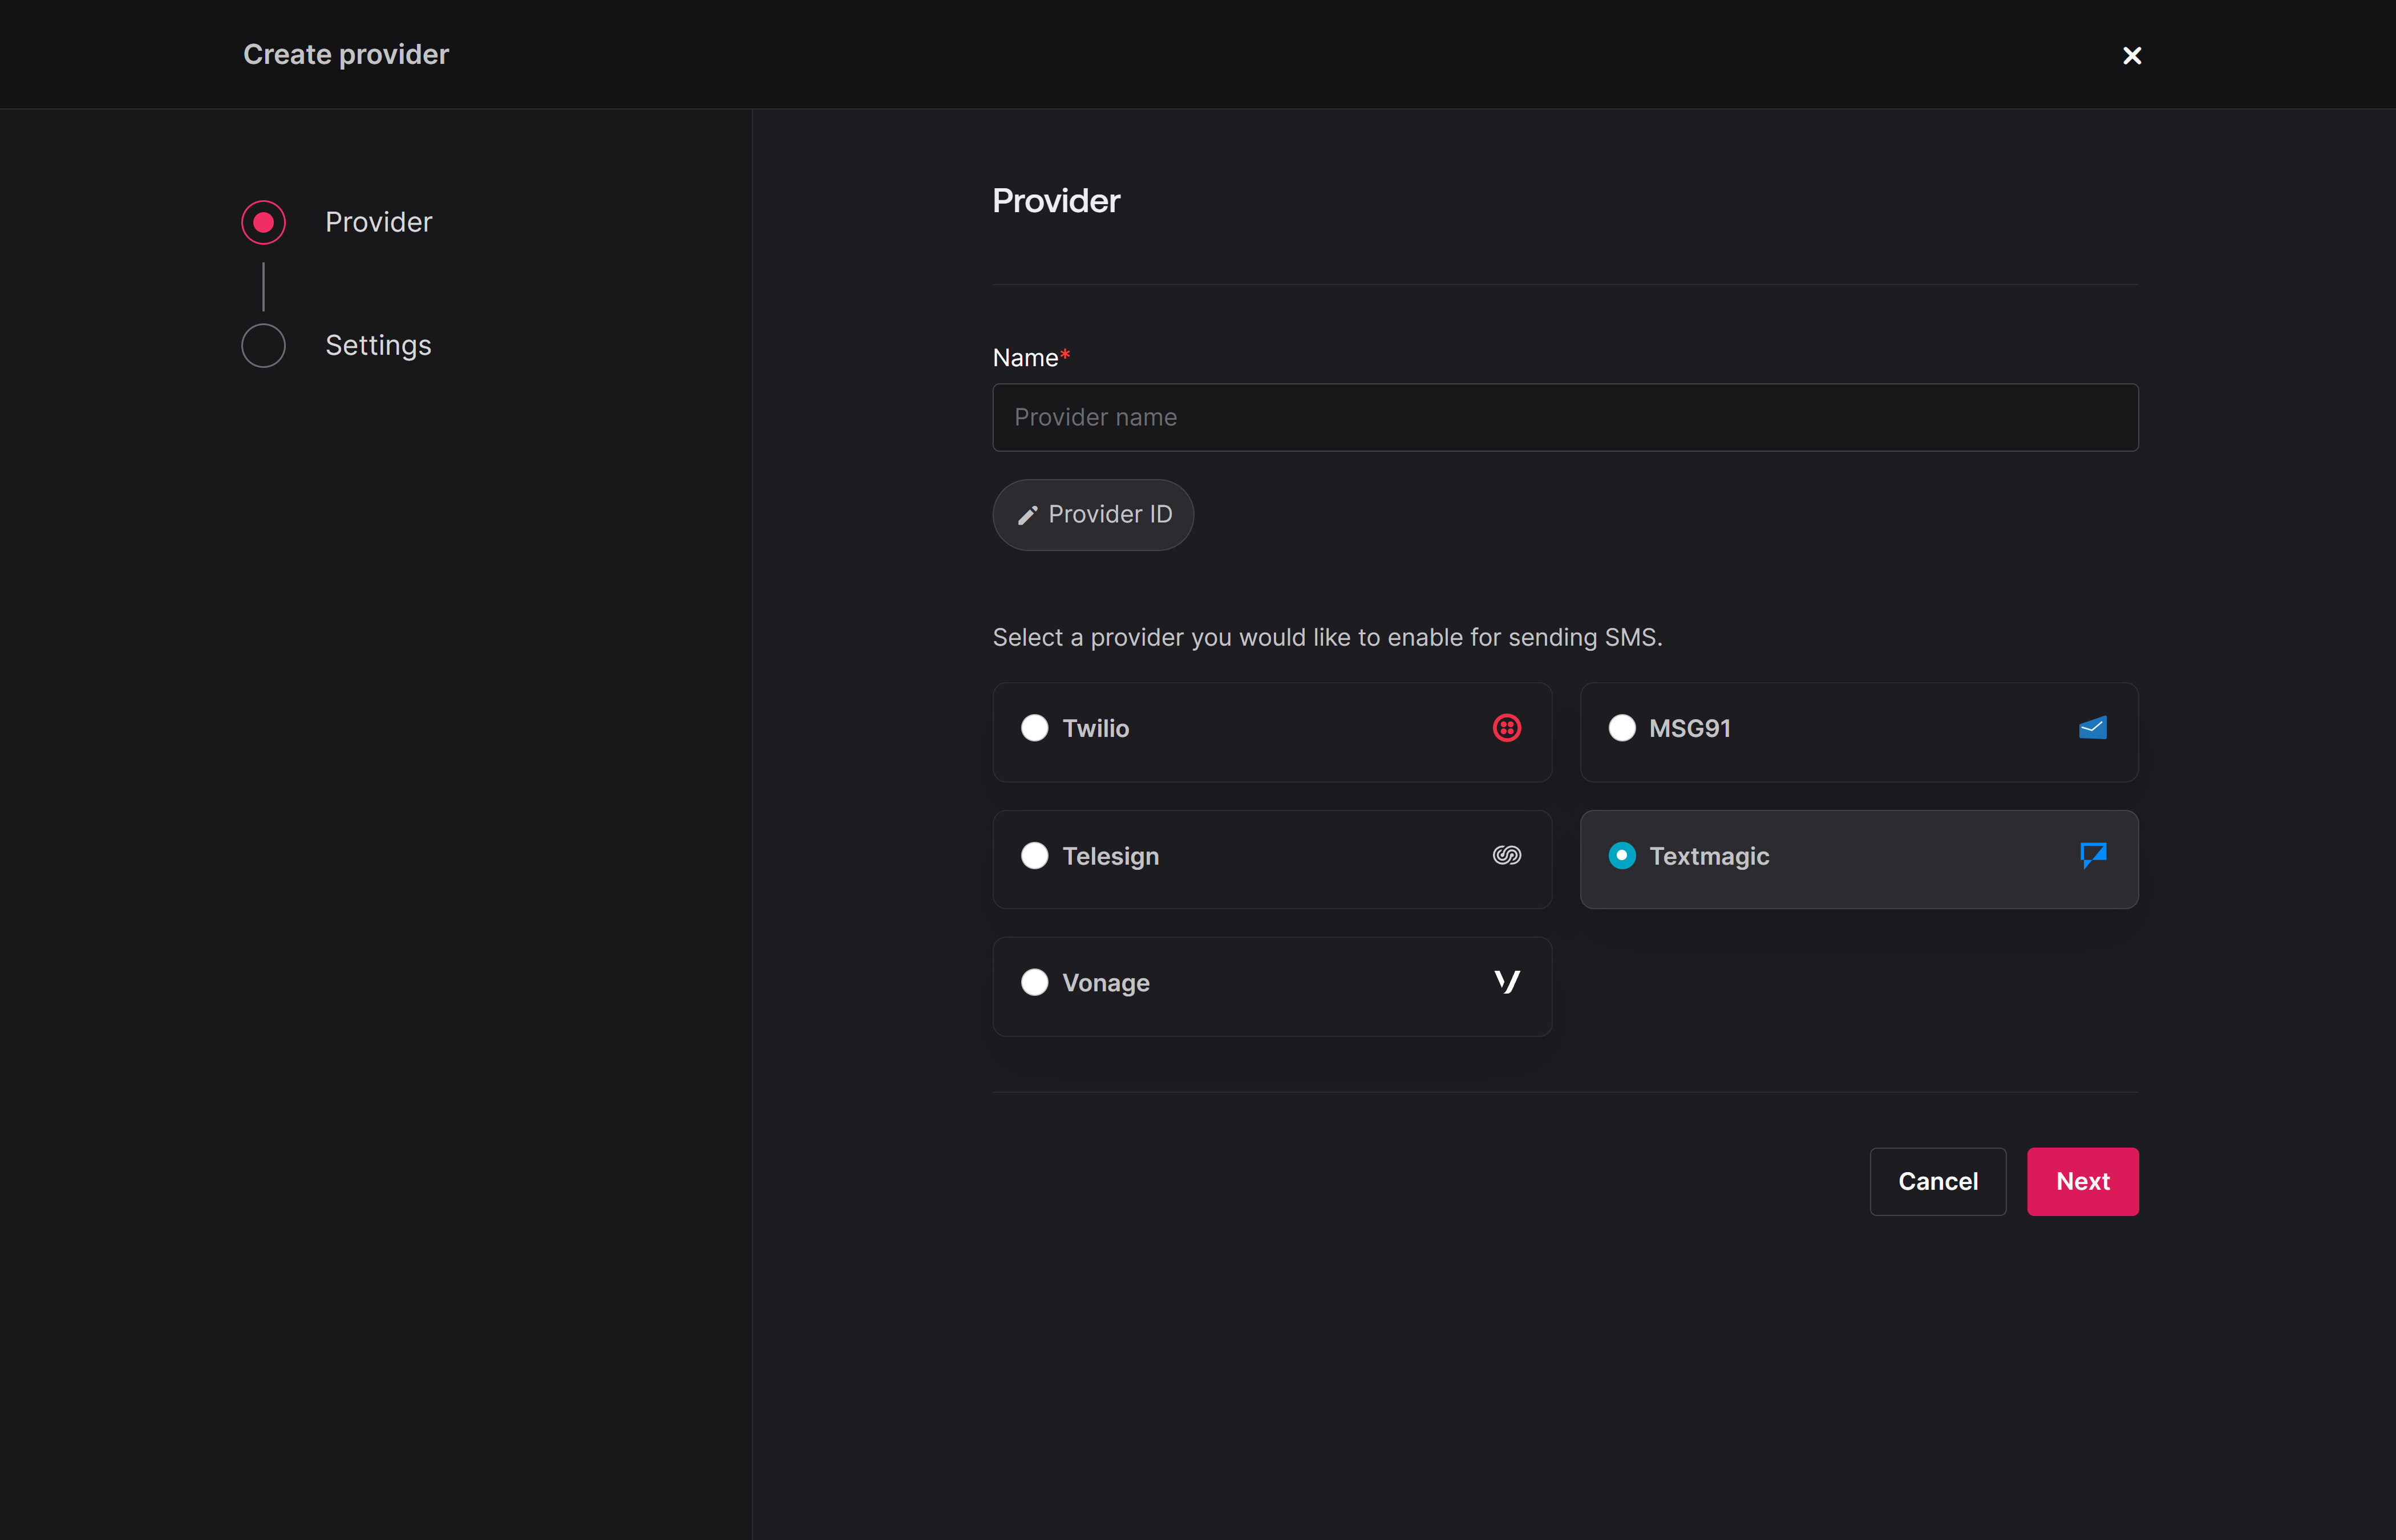 Create provider
Provider
Settings
Provider
Name*
Provider name
Provider ID
Select a provider you would like to enable for sending SMS.
Twilio
MSG91
Telesign
Textmagic
Vonage
Cancel
Next